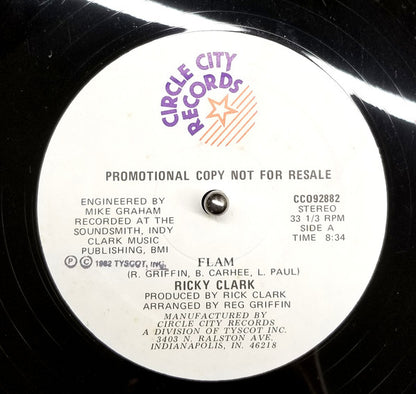 CIRCLE CITY
RECORDS
PROMOTIONAL COPY NOT FOR RESALE
ENGINEERED BY
MIKE GRAHAM
RECORDED AT THE
SOUNDSMITH, INDY
CLARK MUSIC
PUBLISHING, BMI
Ⓟ © 1982 TYSCOT, INC.
CCO92882
STEREO
33 1/3 RPM
SIDE A
TIME 8:34
FLAM
(R. GRIFFIN, B. CARHEE, L. PAUL)
RICKY CLARK
PRODUCED BY RICK CLARK
ARRANGED BY REG GRIFFIN
MANUFACTURED BY
CIRCLE CITY RECORDS
A DIVISION OF TYSCOT INC.
3403 N. RALSTON AVE.
INDIANAPOLIS, IN. 46218